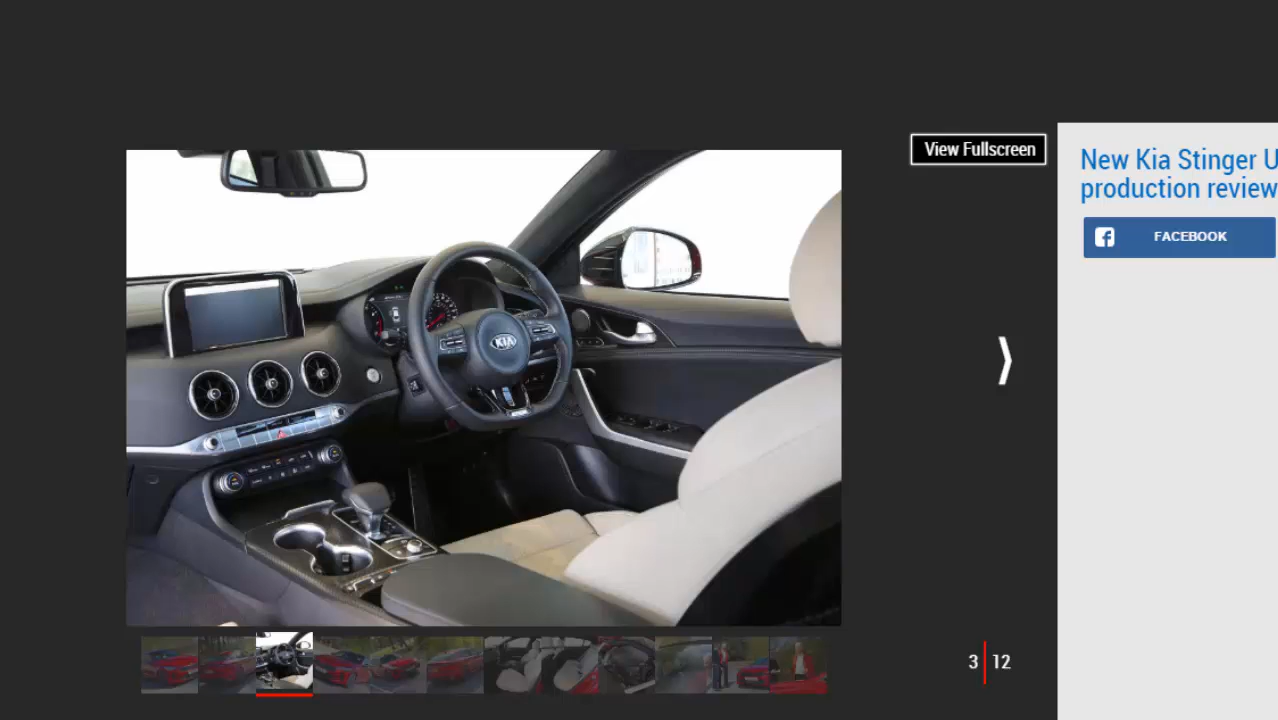 View Fullscreen
New Kia Stinger U
production review
FACEBOOK
KIA
3
12